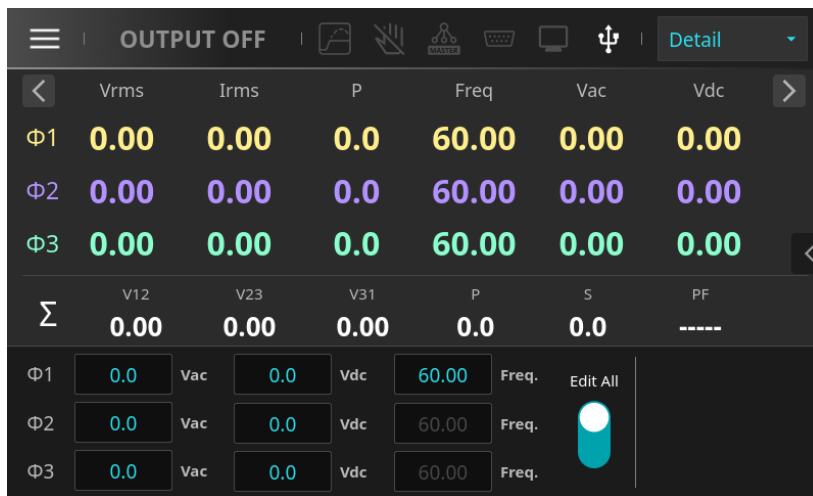 OUTPUT OFF MASTER Detail
Vrms Irms P Freq Vac Vdc
Φ1 0.00 0.00 0.0 60.00 0.00 0.00
Φ2 0.00 0.00 0.0 60.00 0.00 0.00
Φ3 0.00 0.00 0.0 60.00 0.00 0.00
V12 V23 V31 P S PF
Σ 0.00 0.00 0.00 0.0 0.0 -----
Φ1 0.0 Vac 0.0 Vdc 60.00 Freq. Edit All
Φ2 0.0 Vac 0.0 Vdc 60.00 Freq.
Φ3 0.0 Vac 0.0 Vdc 60.00 Freq.